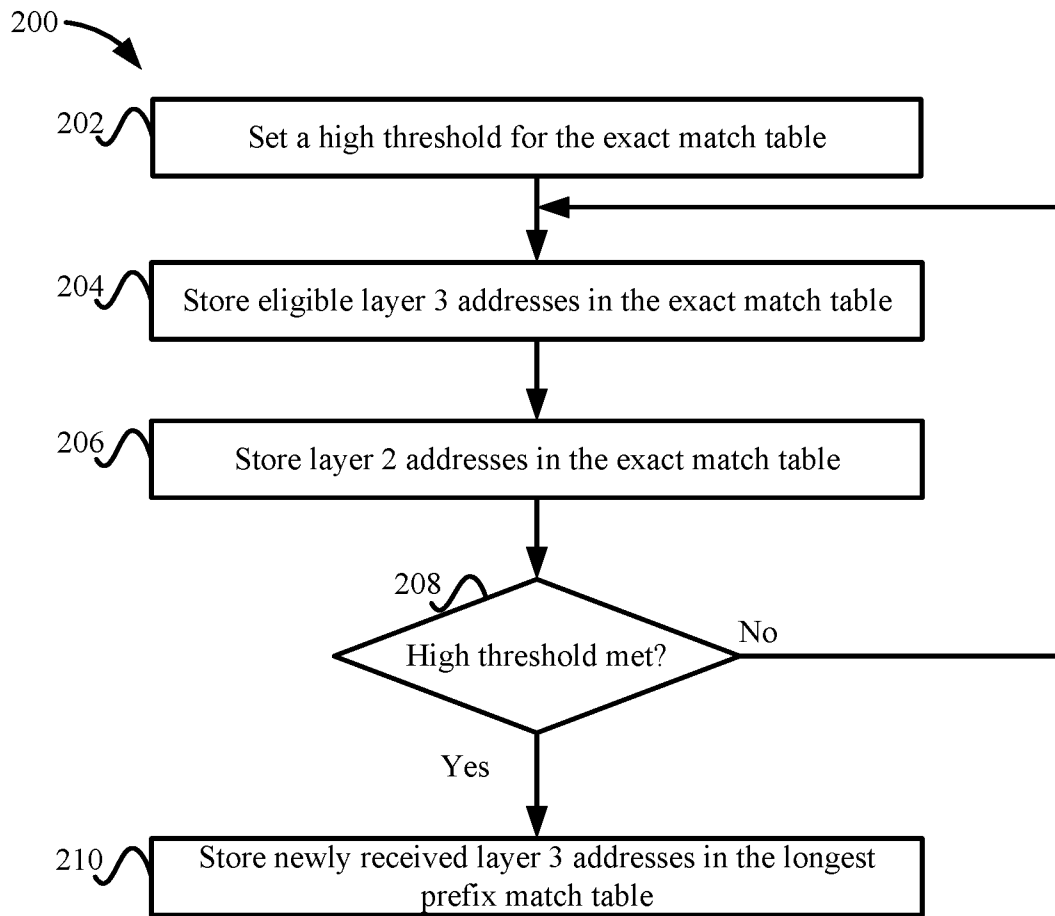 200
202
Set a high threshold for the exact match table
204
Store eligible layer 3 addresses in the exact match table
206
Store layer 2 addresses in the exact match table
208
High threshold met?
No
Yes
210
Store newly received layer 3 addresses in the longest
prefix match table